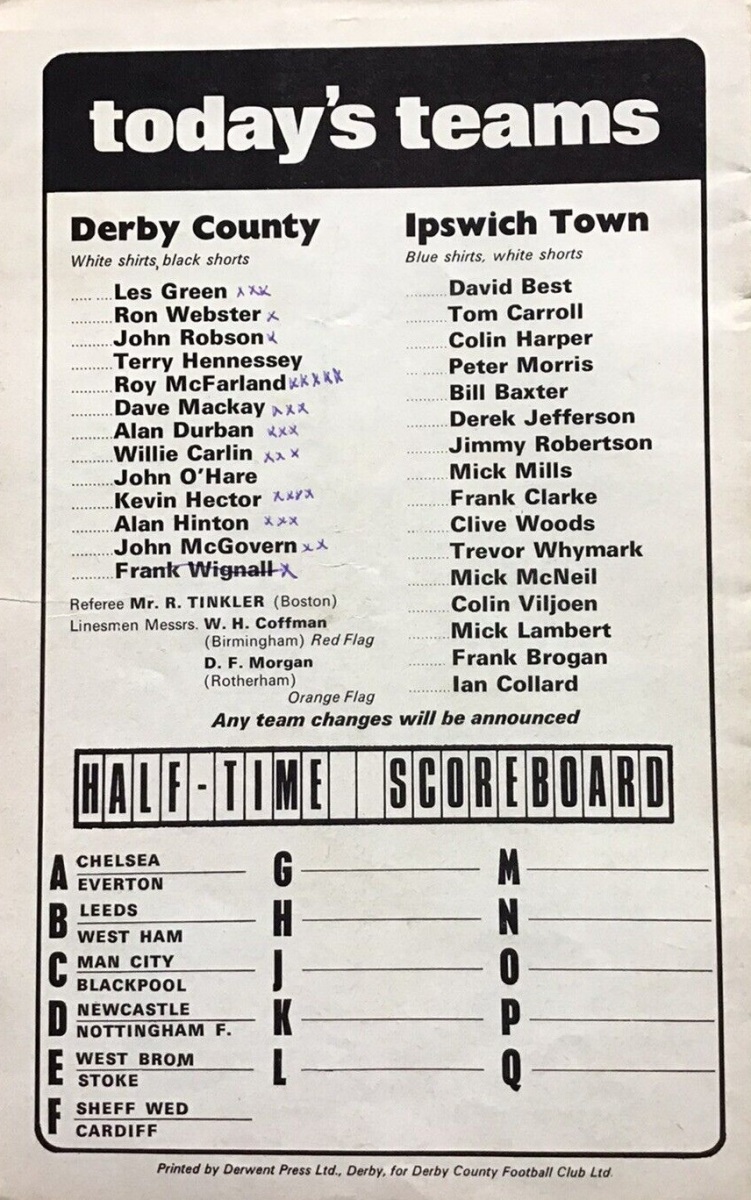 today's teams
Derby County
White shirts, black shorts
...... ....Les Green xxx
..........Ron Webster x
..........John Robson x
..........Terry Hennessey
..........Roy McFarland xxxxx
..........Dave Mackay xxx
..........Alan Durban xxx
..........Willie Carlin xxx
..........John O'Hare
..........Kevin Hector xxxx
..........Alan Hinton xxx
..........John McGovern xx
..........Frank Wignall x
Referee Mr. R. TINKLER (Boston)
Linesmen Messrs. W. H. Coffman
(Birmingham) Red Flag
D. F. Morgan
(Rotherham)
Orange Flag
Ipswich Town
Blue shirts, white shorts
..........David Best
..........Tom Carroll
..........Colin Harper
..........Peter Morris
..........Bill Baxter
..........Derek Jefferson
..........Jimmy Robertson
..........Mick Mills
..........Frank Clarke
..........Clive Woods
..........Trevor Whymark
..........Mick McNeil
..........Colin Viljoen
..........Mick Lambert
..........Frank Brogan
..........Ian Collard
Any team changes will be announced
HALF-TIME SCOREBOARD
A CHELSEA
EVERTON
B LEEDS
WEST HAM
C MAN CITY
BLACKPOOL
D NEWCASTLE
NOTTINGHAM F.
E WEST BROM
STOKE
F SHEFF WED
CARDIFF
G
H
J
K
L
M
N
O
P
Q
Printed by Derwent Press Ltd., Derby, for Derby County Football Club Ltd.